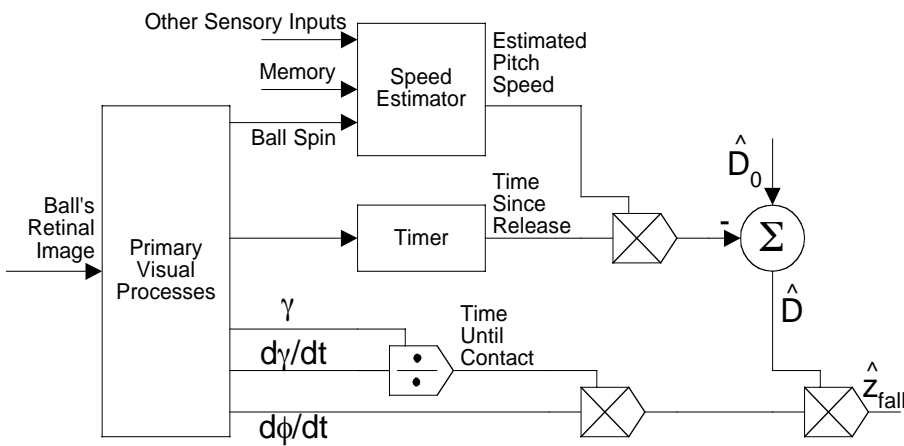 Other Sensory Inputs
Memory
Ball Spin
Speed
Estimator
Estimated
Pitch
Speed
Ball's
Retinal
Image
Primary
Visual
Processes
Timer
Time
Since
Release
D̂₀
-
Σ
D̂
γ
dγ/dt
dϕ/dt
Time
Until
Contact
ẑfall